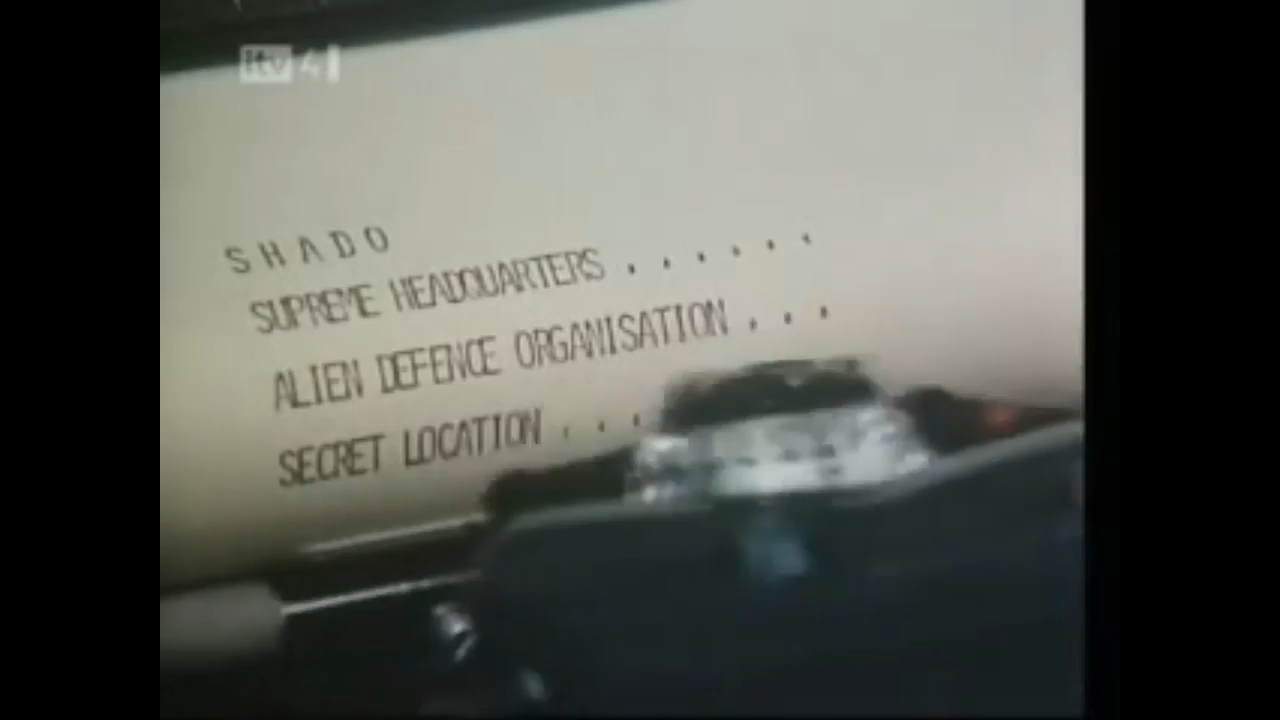 itv4
S H A D O
SUPREME HEADQUARTERS ......
ALIEN DEFENCE ORGANISATION ...
SECRET LOCATION ...